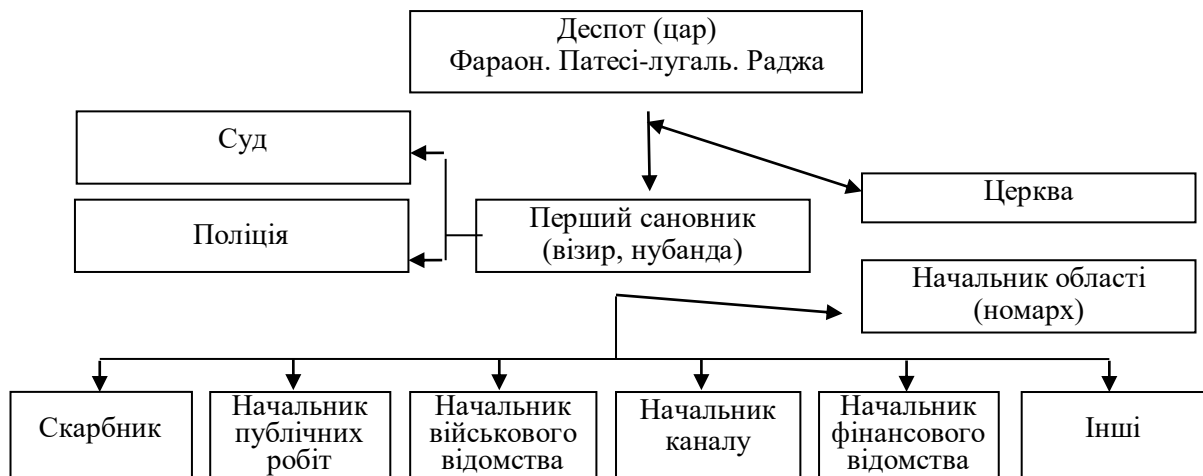 Деспот (цар)
Фараон. Патесі-лугаль. Раджа
Суд
Церква
Поліція
Перший сановник
(візир, нубанда)
Начальник області
(номарх)
Скарбник
Начальник
публічних
робіт
Начальник
військового
відомства
Начальник
каналу
Начальник
фінансового
відомства
Інші